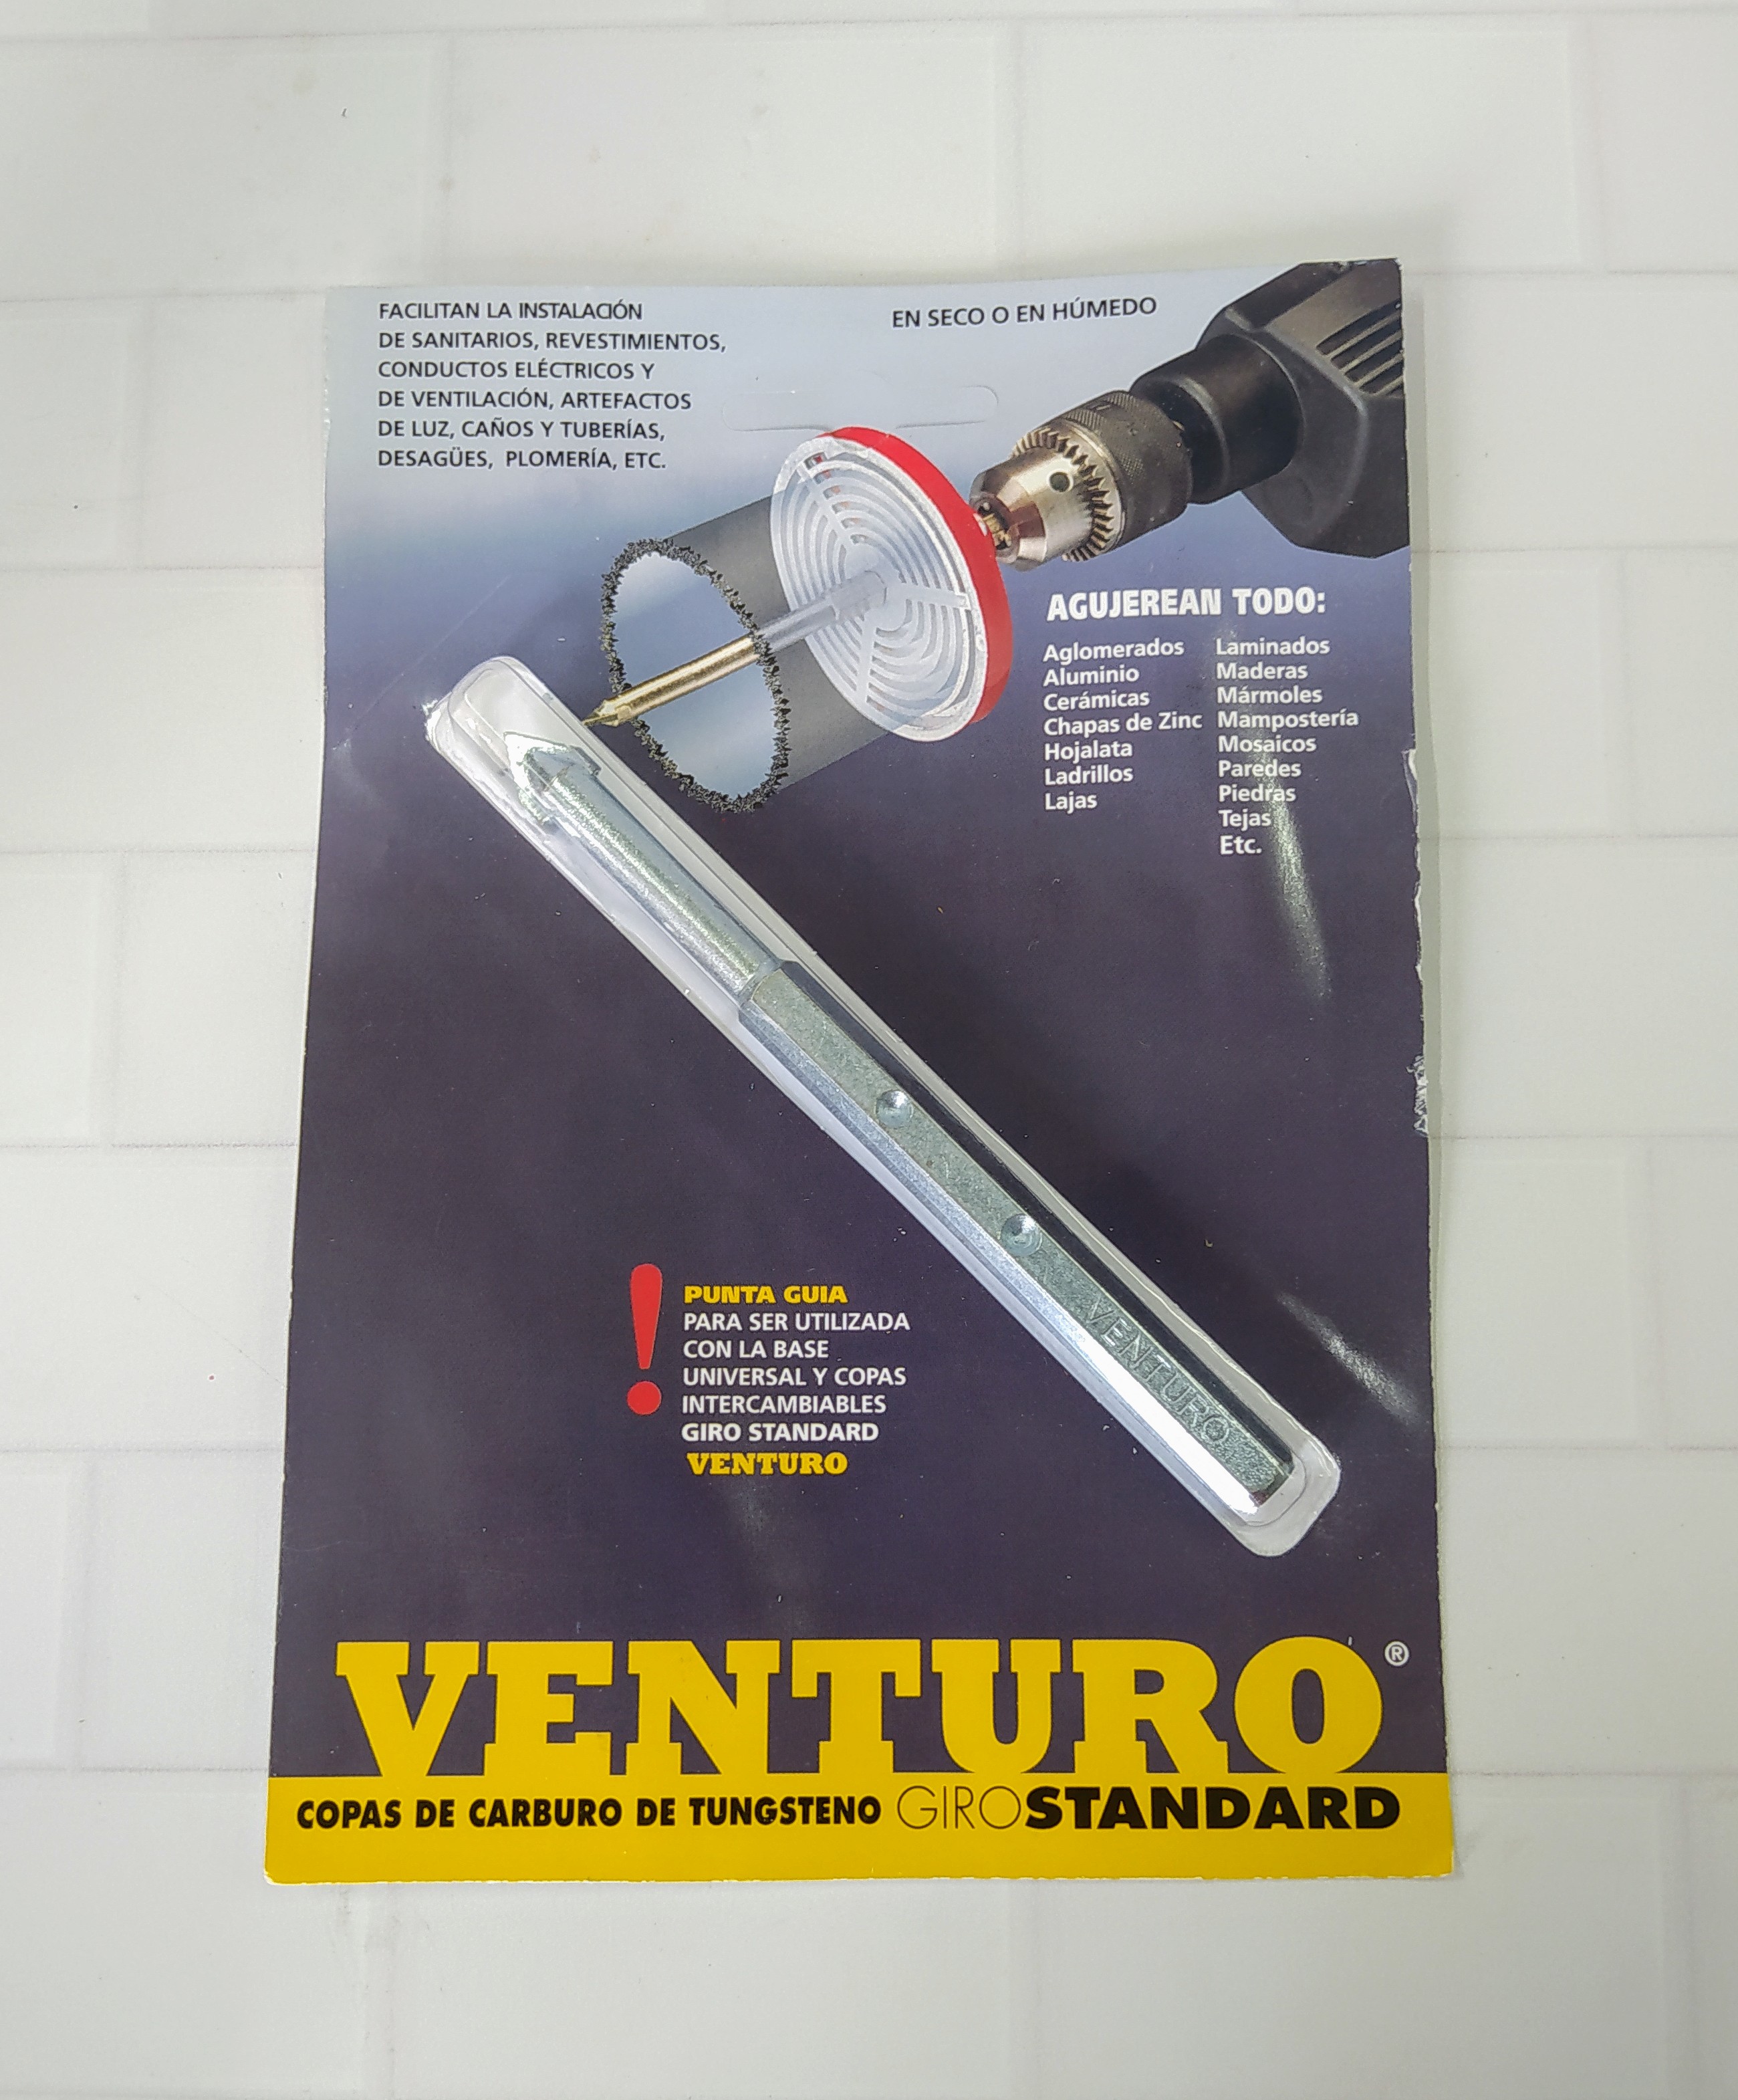 FACILITAN LA INSTALACIÓN
DE SANITARIOS, REVESTIMIENTOS,
CONDUCTOS ELÉCTRICOS Y
DE VENTILACIÓN, ARTEFACTOS
DE LUZ, CAÑOS Y TUBERÍAS,
DESAGÜES, PLOMERÍA, ETC.
EN SECO O EN HÚMEDO
AGUJEREAN TODO:
Aglomerados
Aluminio
Cerámicas
Chapas de Zinc
Hojalata
Ladrillos
Lajas
Laminados
Maderas
Mármoles
Mampostería
Mosaicos
Paredes
Piedras
Tejas
Etc.
VENTURO
PUNTA GUIA
PARA SER UTILIZADA
CON LA BASE
UNIVERSAL Y COPAS
INTERCAMBIABLES
GIRO STANDARD
VENTURO
VENTURO®
COPAS DE CARBURO DE TUNGSTENO GIROSTANDARD